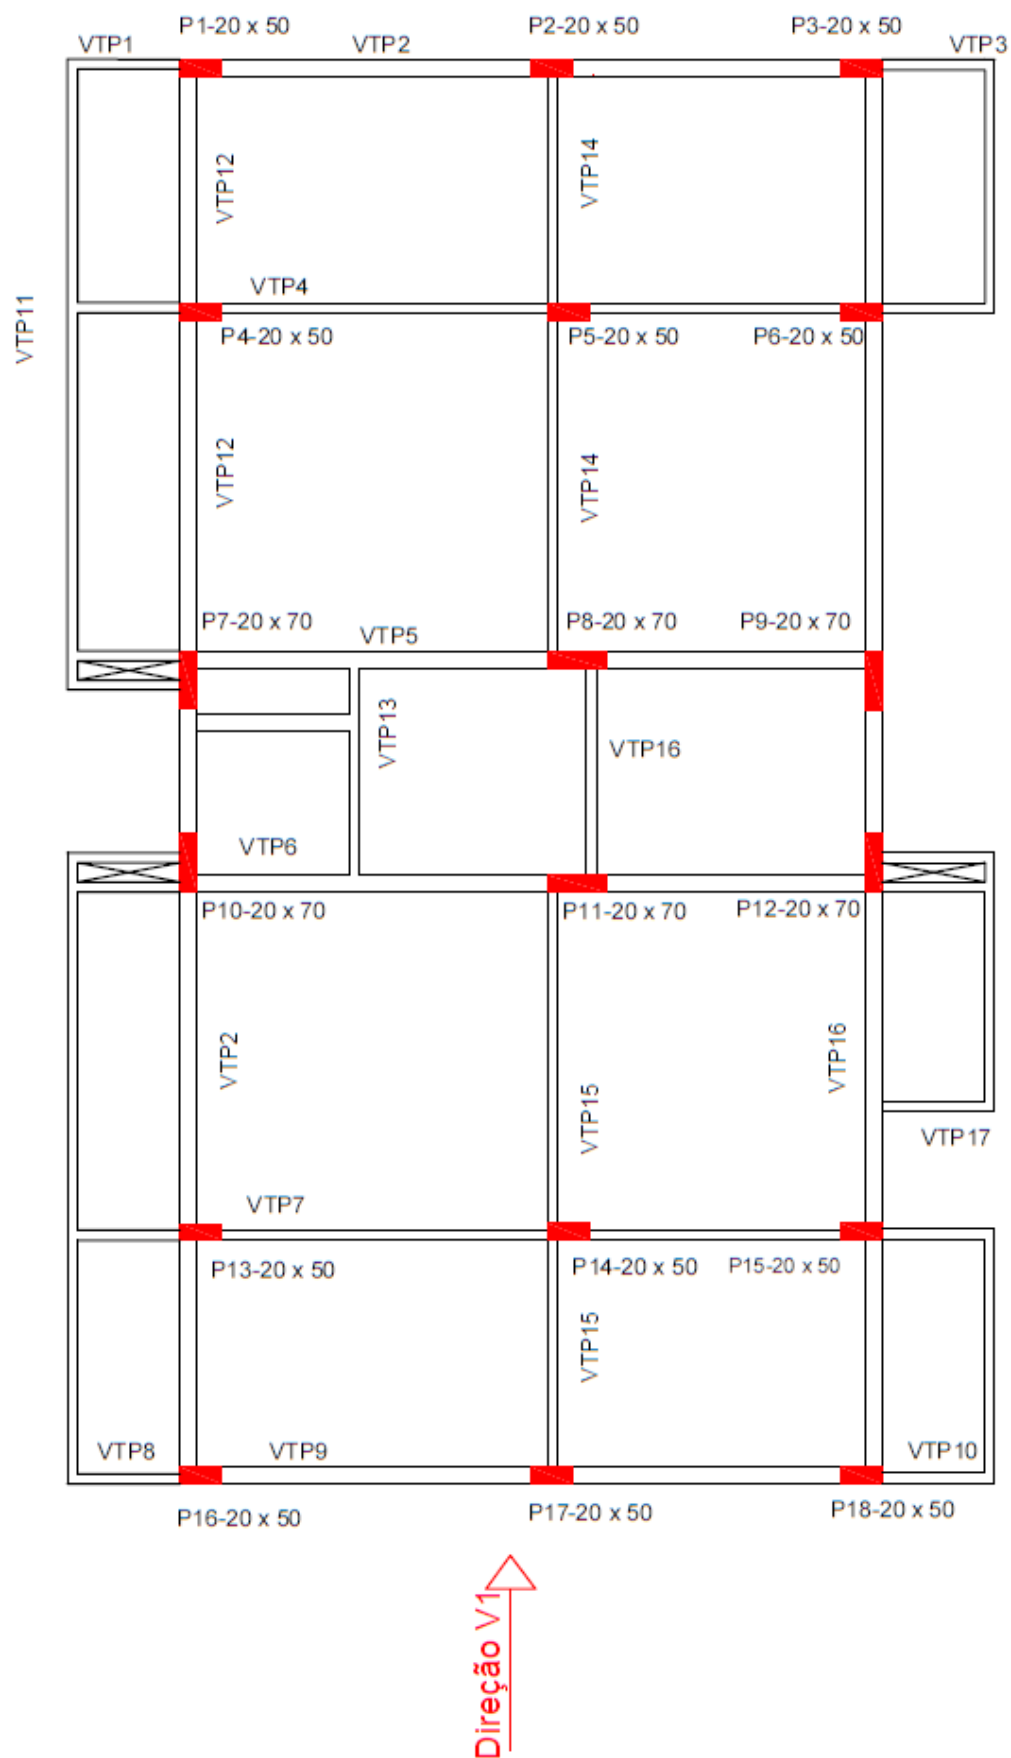 P1-20 x 50
P2-20 x 50
P3-20 x 50
VTP1
VTP2
VTP3
VTP12
VTP14
VTP4
VTP11
P4-20 x 50
P5-20 x 50
P6-20 x 50
VTP12
VTP14
P7-20 x 70
VTP5
P8-20 x 70
P9-20 x 70
VTP13
VTP16
VTP6
P10-20 x 70
P11-20 x 70
P12-20 x 70
VTP2
VTP15
VTP16
VTP17
VTP7
P13-20 x 50
P14-20 x 50
P15-20 x 50
VTP15
VTP8
VTP9
VTP10
P16-20 x 50
P17-20 x 50
P18-20 x 50
Direção V1